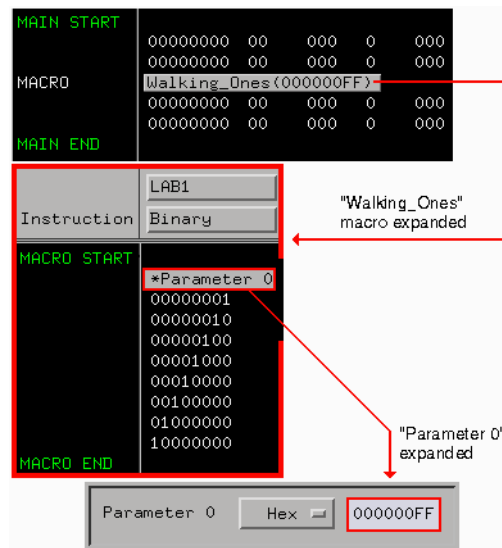 MAIN START
00000000 00 000 0 000
00000000 00 000 0 000
MACRO Walking_Ones(000000FF)
00000000 00 000 0 000
00000000 00 000 0 000
MAIN END
LAB1
Instruction Binary
"Walking_Ones"
macro expanded
MACRO START
*Parameter 0
00000001
00000010
00000100
00001000
00010000
00100000
01000000
10000000
MACRO END
"Parameter 0"
expanded
Parameter 0 Hex 000000FF